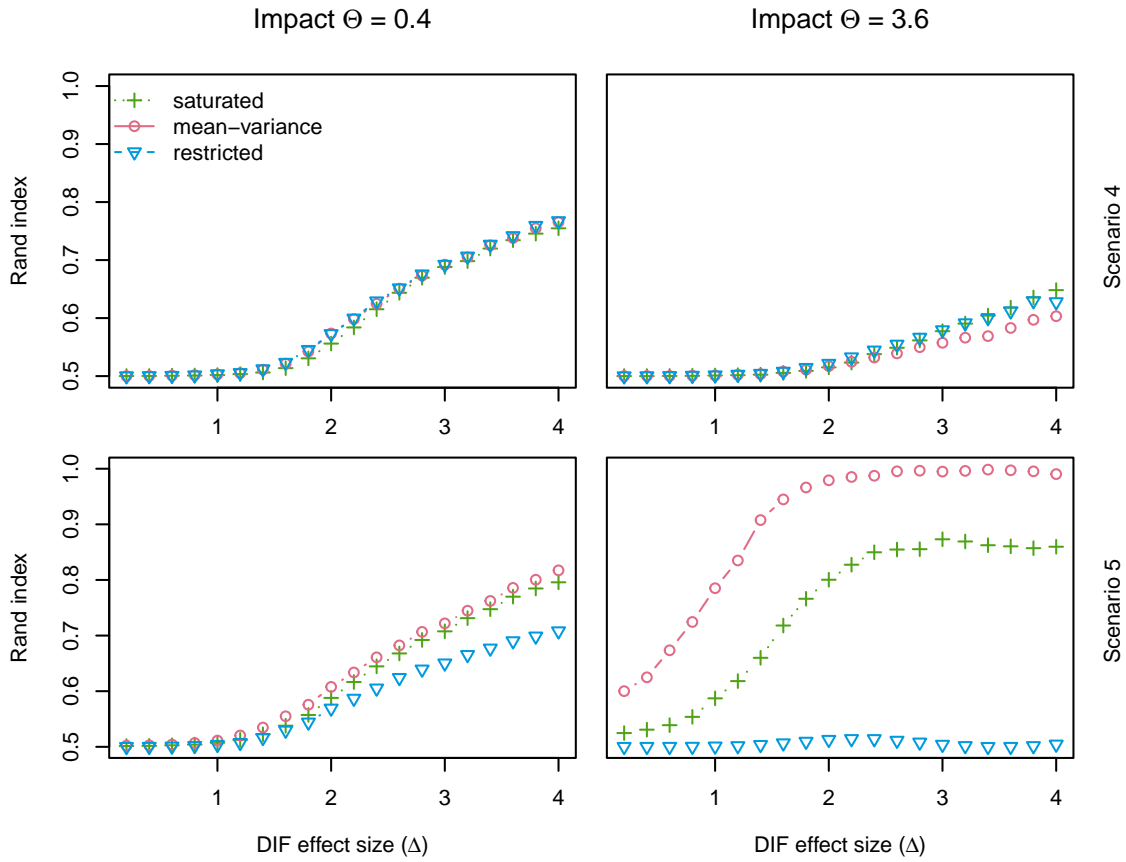 Impact Θ = 0.4
Impact Θ = 3.6
Rand index
0.5 0.6 0.7 0.8 0.9 1.0
saturated
mean−variance
restricted
1 2 3 4
1 2 3 4
Scenario 4
Rand index
0.5 0.6 0.7 0.8 0.9 1.0
1 2 3 4
DIF effect size (Δ)
1 2 3 4
DIF effect size (Δ)
Scenario 5